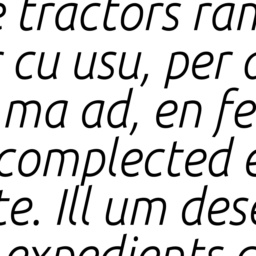 e tractors ran
cu usu, per
ma ad, en fe
complected e
te. Ill um dese
expedients